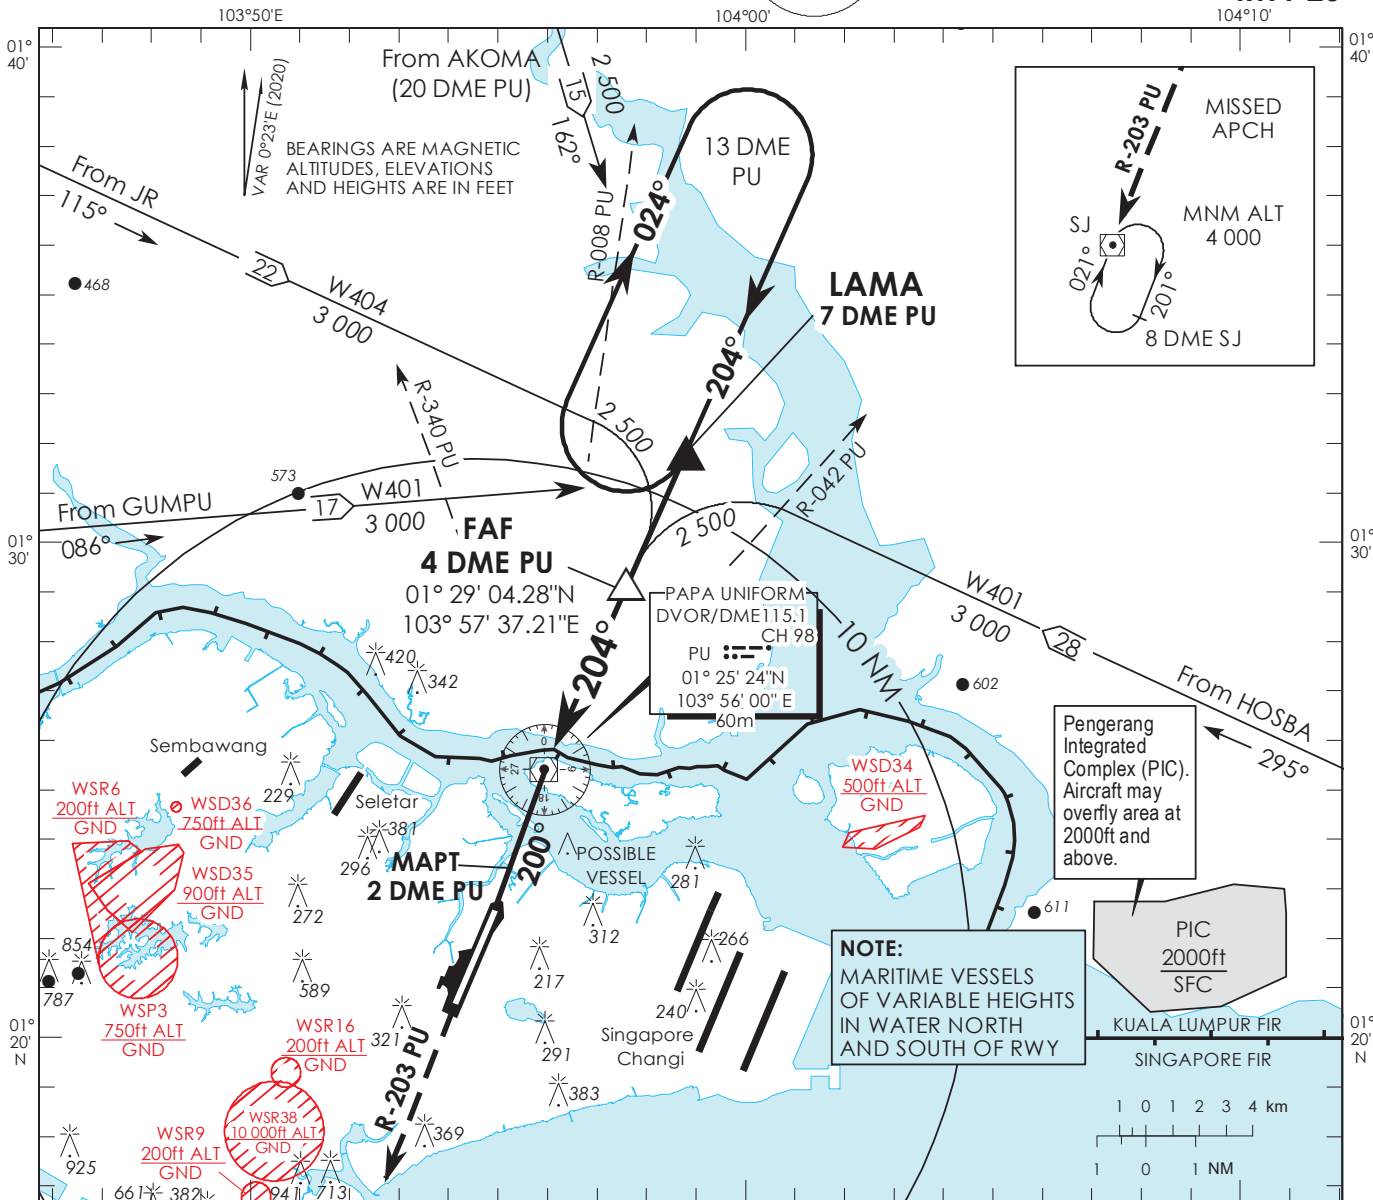 103°50'E
104°00'
104°10'
01°
40'
01°
40'
From AKOMA
(20 DME PU)
15
2 500
162°
VAR 0°23'E (2020)
BEARINGS ARE MAGNETIC
ALTITUDES, ELEVATIONS
AND HEIGHTS ARE IN FEET
13 DME
PU
R-203 PU
MISSED
APCH
MNM ALT
4 000
SJ
021°
201°
8 DME SJ
From JR
115°
22
W404
3 000
468
R-008 PU
024°
LAMA
7 DME PU
204°
R-340 PU
2 500
573
From GUMPU
086°
17
W401
3 000
2 500
R-042 PU
01°
30'
01°
30'
FAF
4 DME PU
01° 29' 04.28"N
103° 57' 37.21"E
PAPA UNIFORM
DVOR/DME115.1
CH 98
PU
01° 25' 24"N
103° 56' 00" E
60m
10 NM
W401
3 000
28
From HOSBA
295°
602
204°
420
342
Pengerang
Integrated
Complex (PIC).
Aircraft may
overfly area at
2000ft and
above.
Sembawang
229
Seletar
WSR6
200ft ALT
GND
WSD36
750ft ALT
GND
WSD35
900ft ALT
GND
WSD34
500ft ALT
GND
0
9
18
27
381
296
MAPT
2 DME PU
200°
POSSIBLE
VESSEL
281
272
312
611
PIC
2000ft
SFC
854
787
266
217
589
240
WSP3
750ft ALT
GND
321
291
Singapore
Changi
NOTE:
MARITIME VESSELS
OF VARIABLE HEIGHTS
IN WATER NORTH
AND SOUTH OF RWY
KUALA LUMPUR FIR
SINGAPORE FIR
01°
20'
N
01°
20'
N
WSR16
200ft ALT
GND
R-203 PU
383
369
WSR38
10 000ft ALT
GND
WSR9
200ft ALT
GND
925
661
382
941
713
1 0 1 2 3 4 km
1 0 1 NM